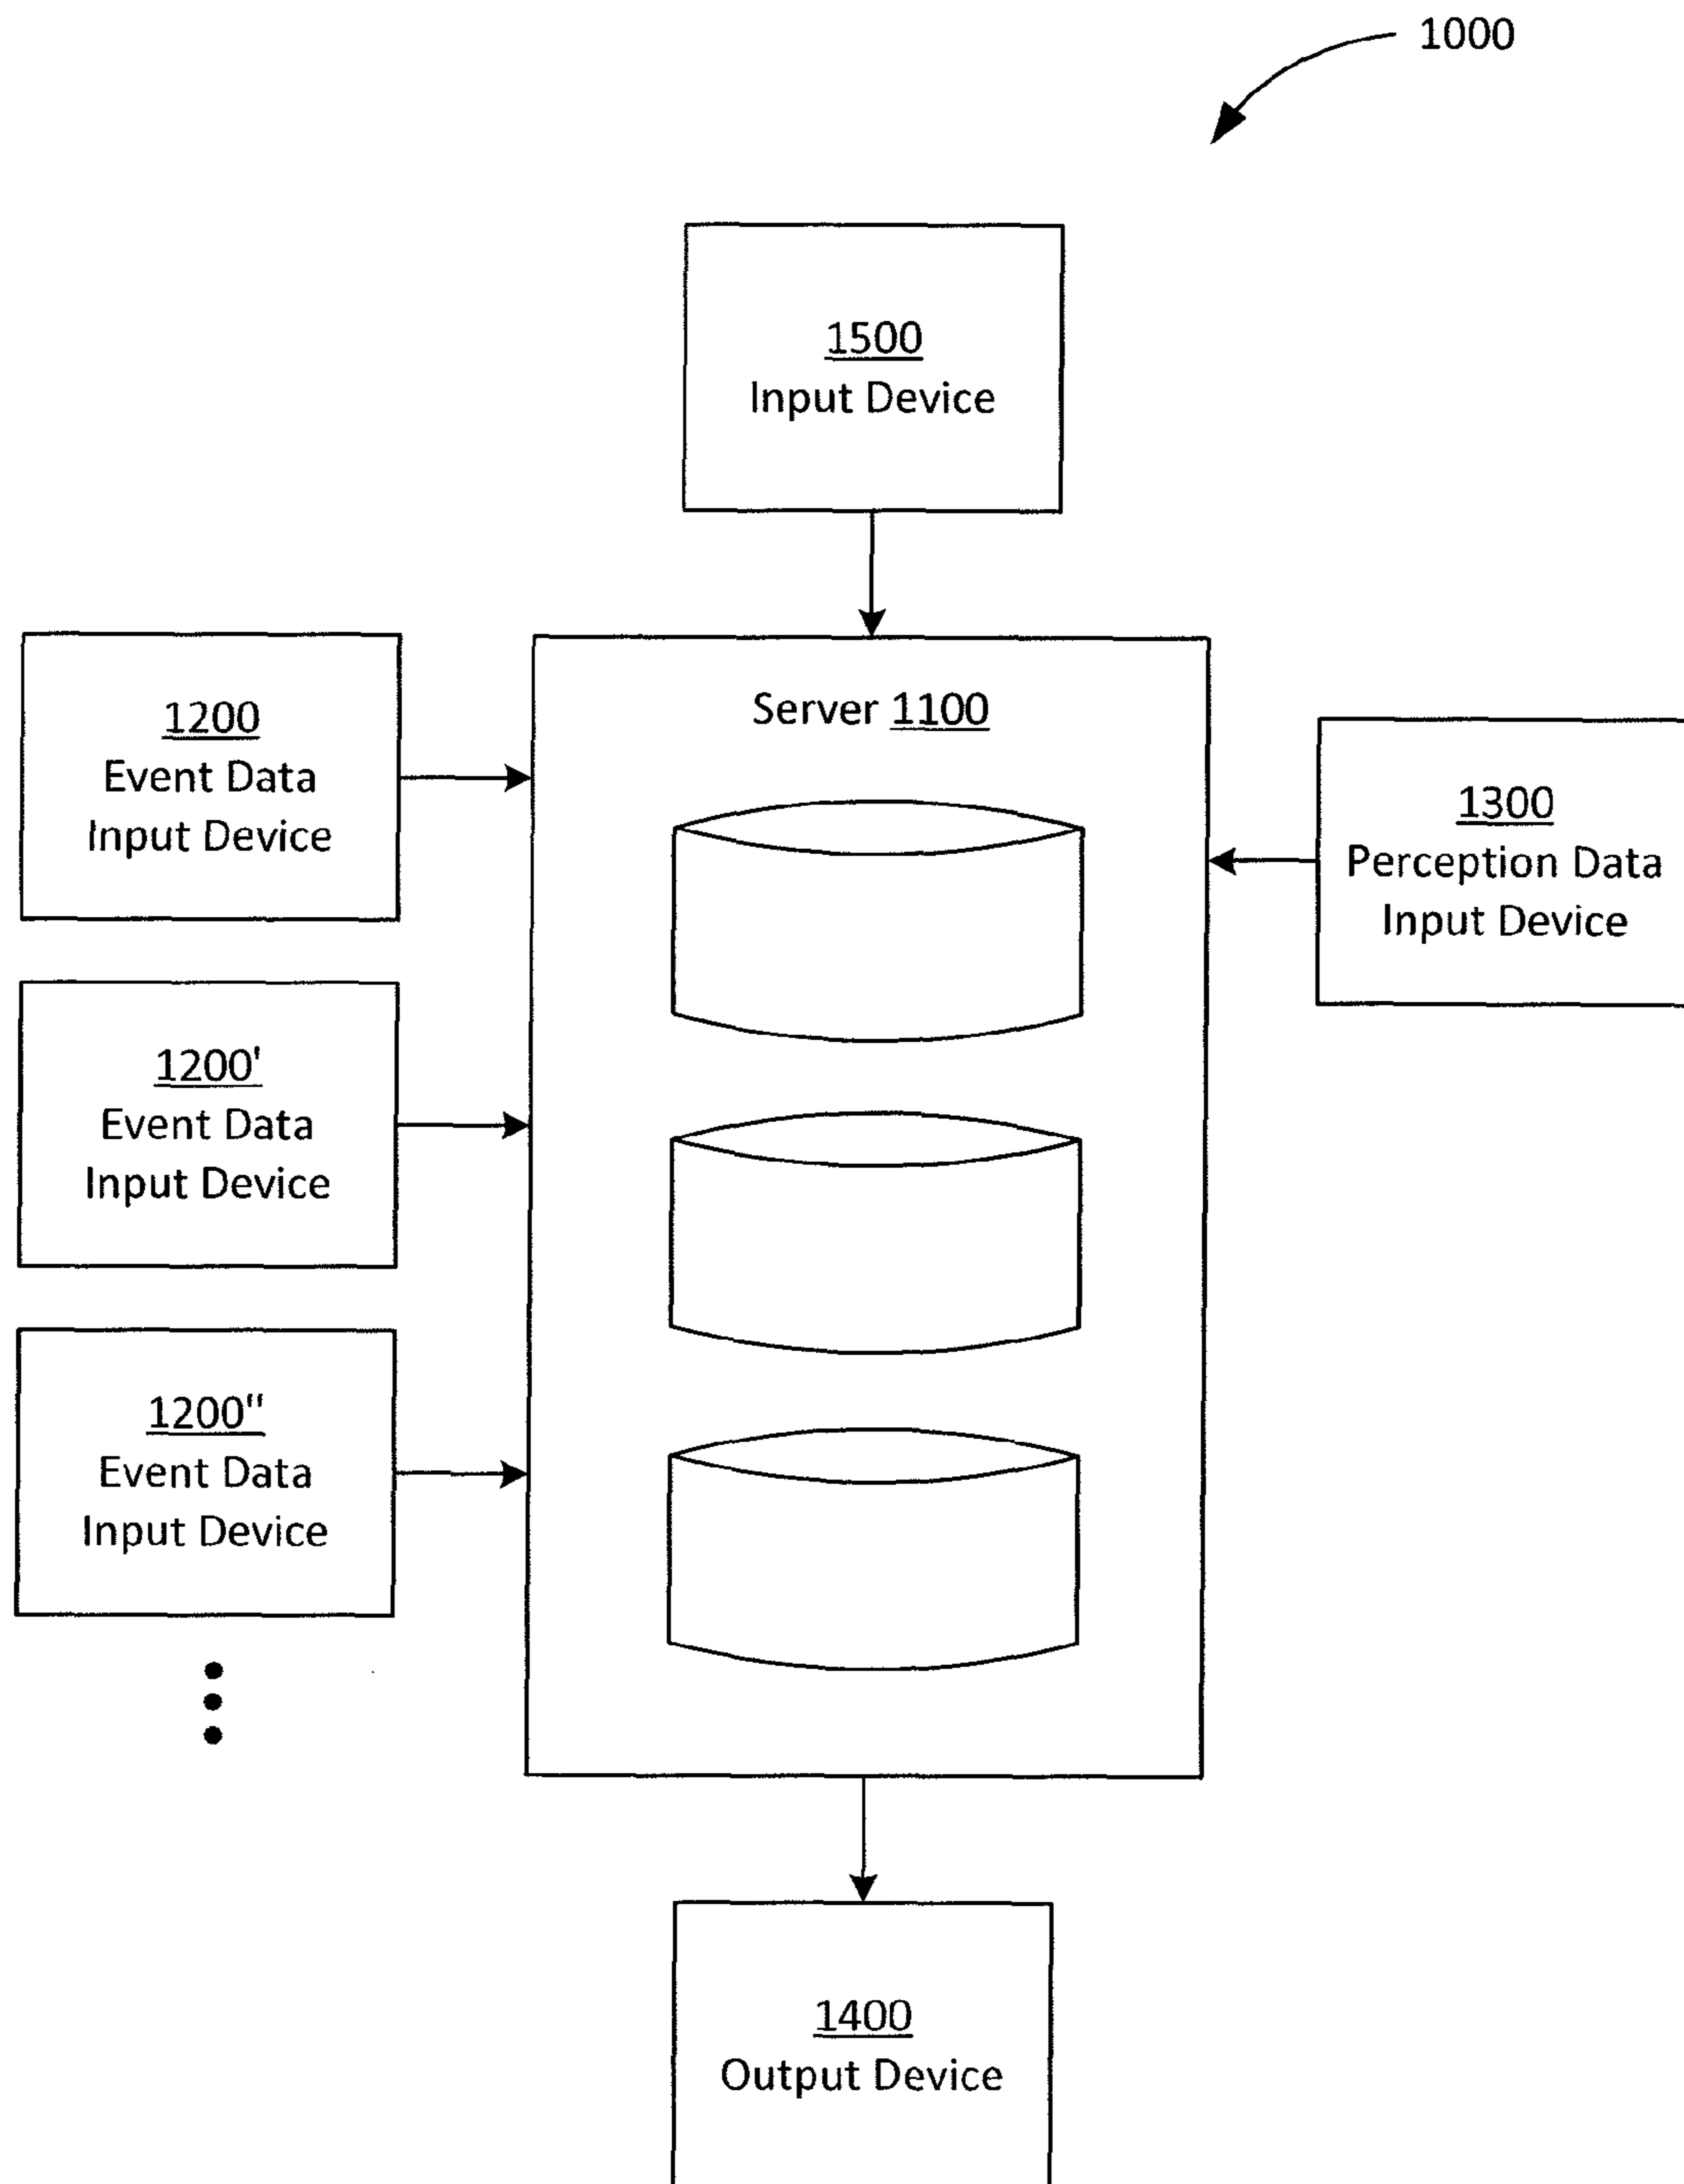 1000
1500
Input Device
Server 1100
1200
Event Data
Input Device
1300
Perception Data
Input Device
1200'
Event Data
Input Device
1200"
Event Data
Input Device
1400
Output Device